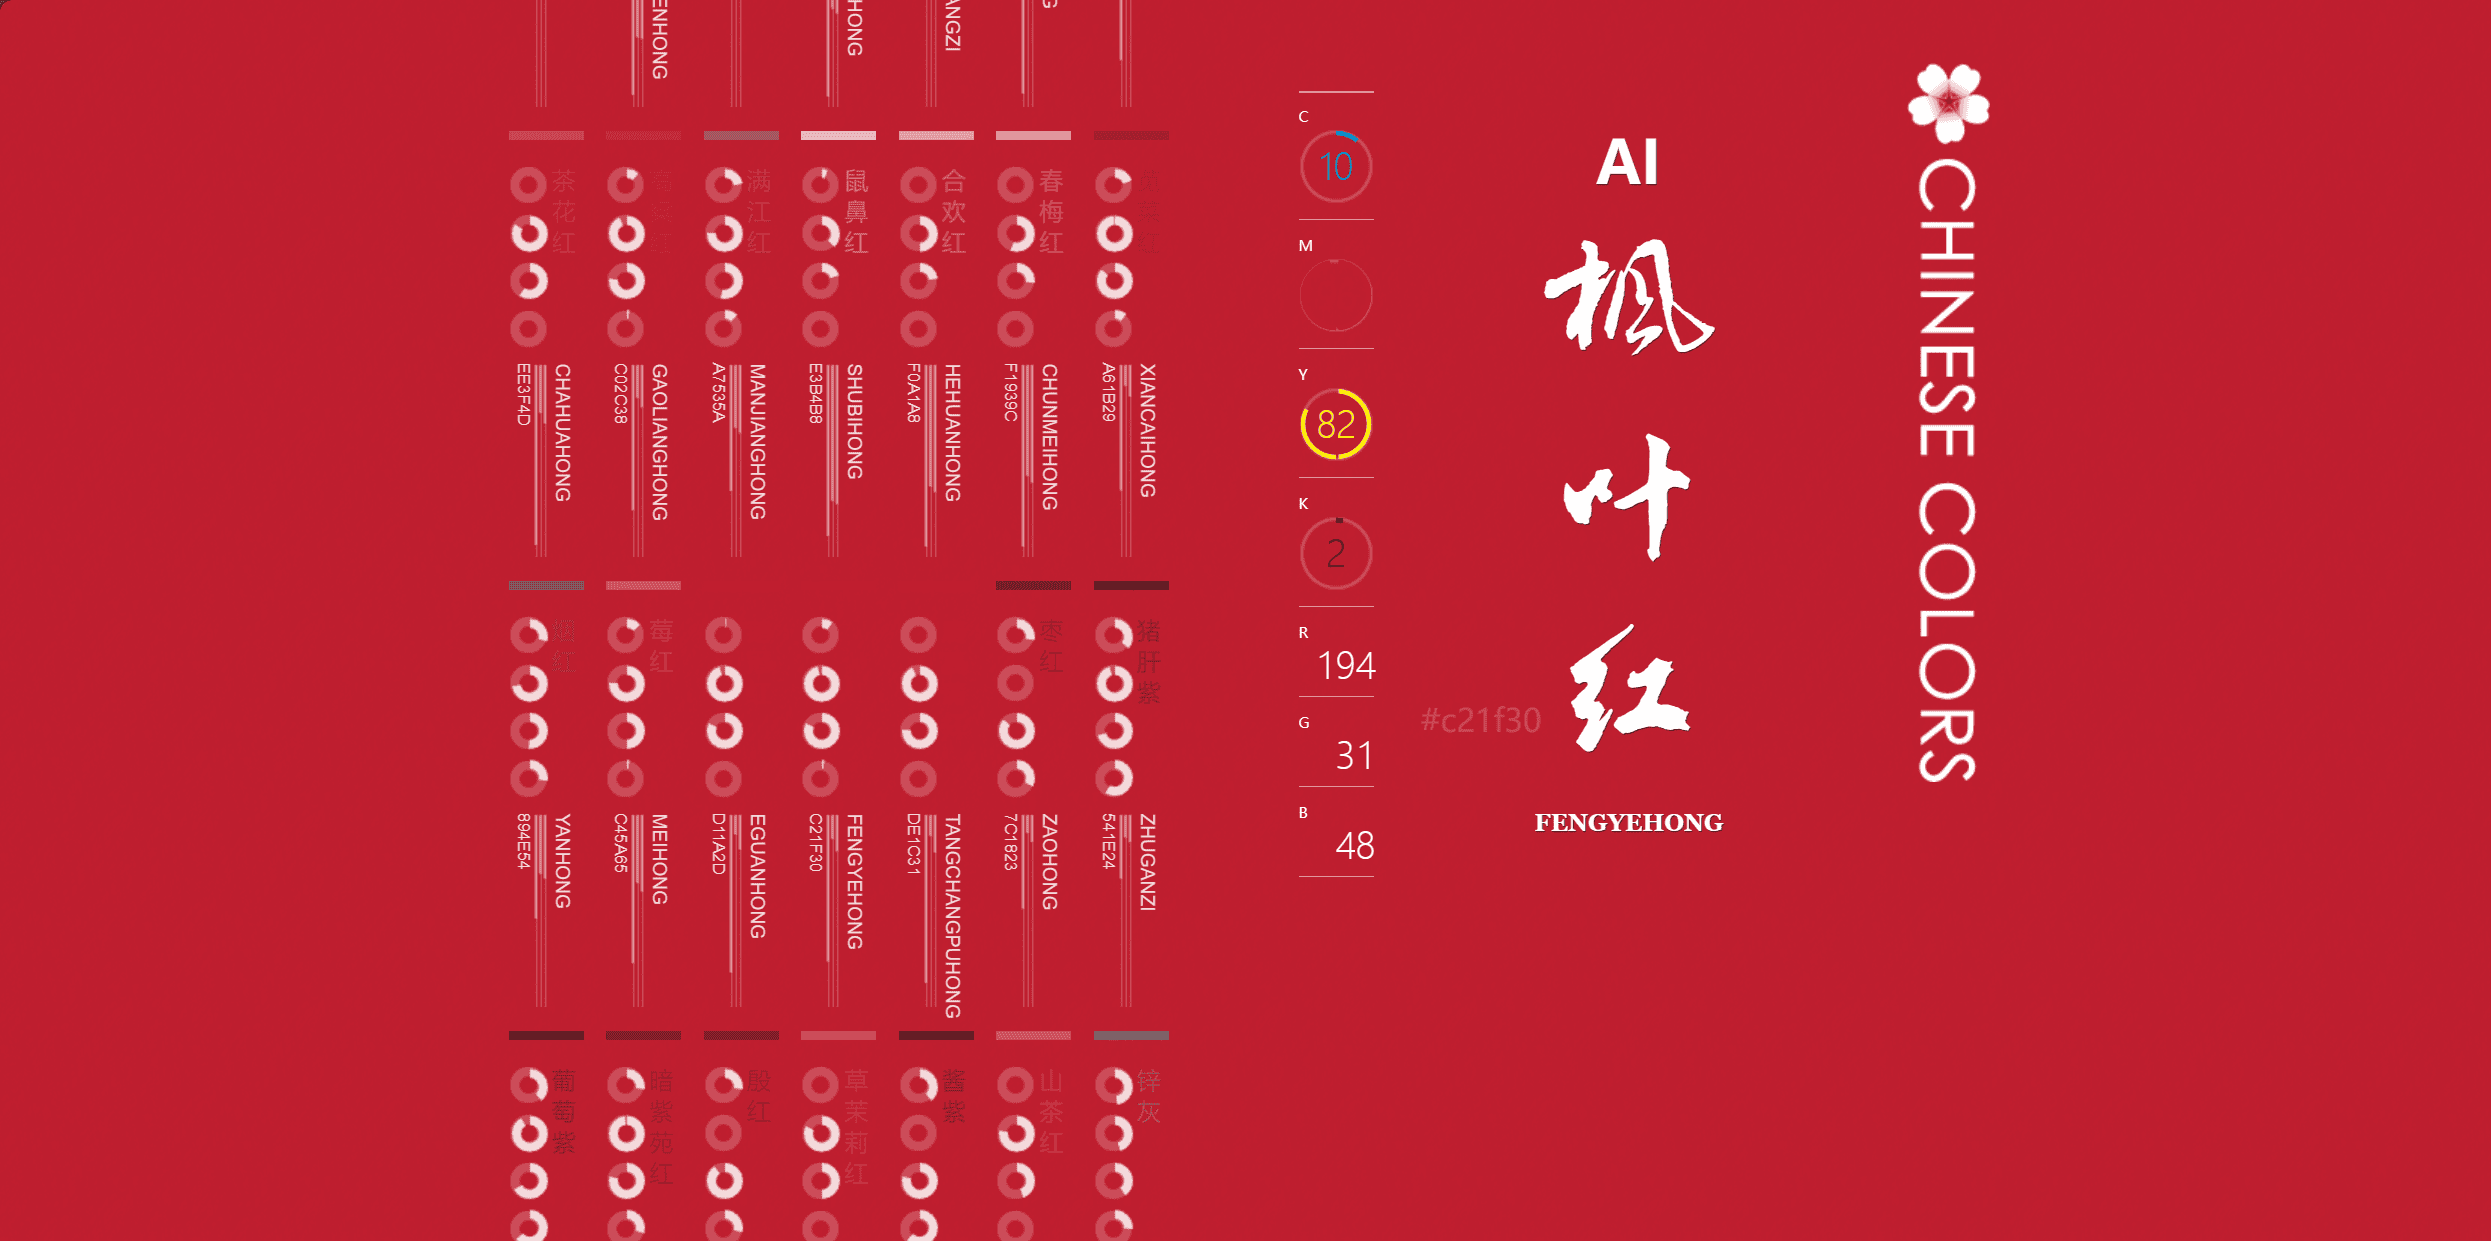 ENHONG
HONG
ANGZI
G
茶花红
CHAHUAHONG
EE3F4D
GAOLIANGHONG
C02C38
满江红
MANJIANGHONG
A7535A
鼠鼻红
SHUBIHONG
E3B4B8
合欢红
HEHUANHONG
F0A1A8
春梅红
CHUNMEIHONG
F1939C
XIANCAIHONG
A61B29
烟红
YANHONG
894E54
莓红
MEIHONG
C45A65
EGUANHONG
D11A2D
FENGYEHONG
C21F30
TANGCHANGPUHONG
DE1C31
枣红
ZAOHONG
7C1823
猪肝紫
ZHUGANZI
541E24
葡萄紫
暗紫苑红
殷红
草茉莉红
酱紫
山茶红
锌灰
C
10
M
Y
82
K
2
R
194
G
31
B
48
AI
枫
叶
红
#c21f30
FENGYEHONG
CHINESE COLORS